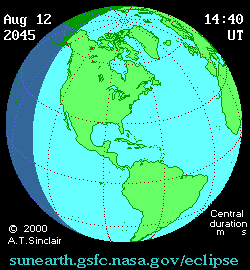 Aug 12 14:40
2045 UT
Central
duration
m s
© 2000
A.T.Sinclair
sunearth.gsfc.nasa.gov/eclipse